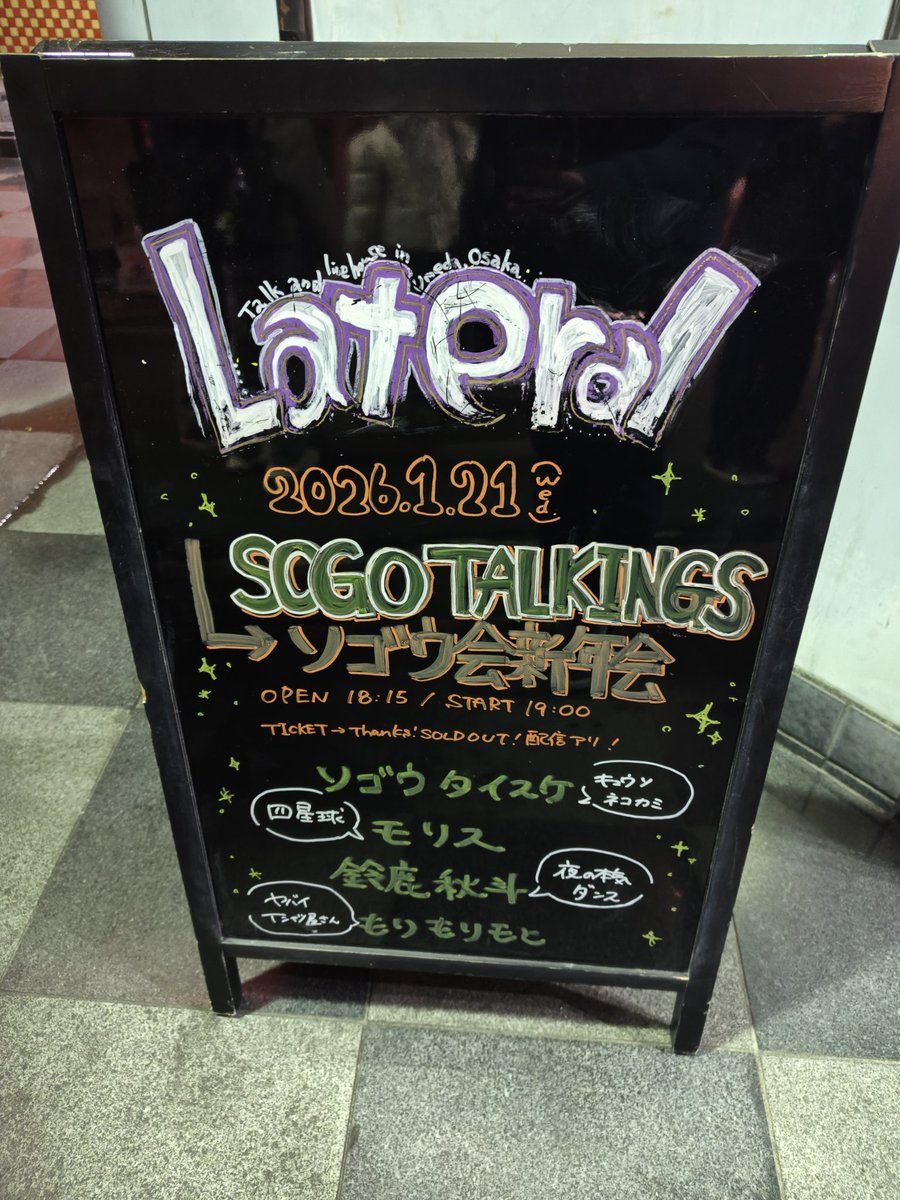 Talk and livehouse in Umeda, Osaka
Lateral
2026.1.21 (Wed.)
SOGO TALKINGS
→ソゴウ会新年会
OPEN 18:15 / START 19:00
TICKET→Thanks! SOLD OUT! 配信アリ!
ソゴウタイスケ
キュウソ
ネコカミ
四星球
モリス
鈴鹿秋斗
夜の本気
ダンス
ヤバイ
Tシャツ屋さん
もりもりもと